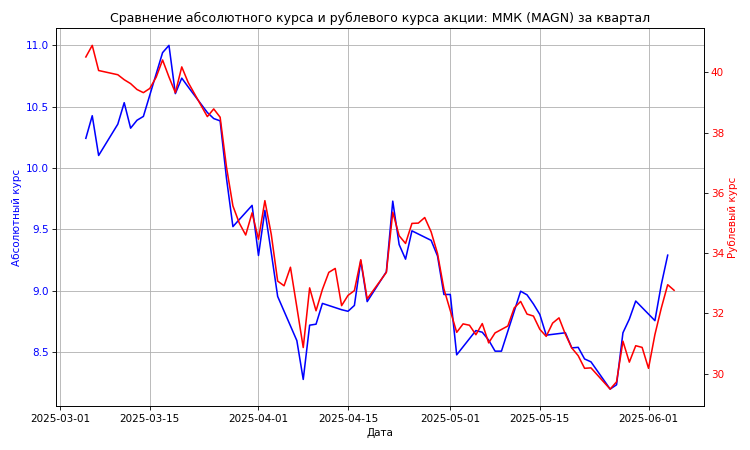 Сравнение абсолютного курса и рублевого курса акции: ММК (MAGN) за квартал
11.0
10.5
10.0
9.5
9.0
8.5
Абсолютный курс
40
38
36
34
32
30
Рублевый курс
2025-03-01 2025-03-15 2025-04-01 2025-04-15 2025-05-01 2025-05-15 2025-06-01
Дата